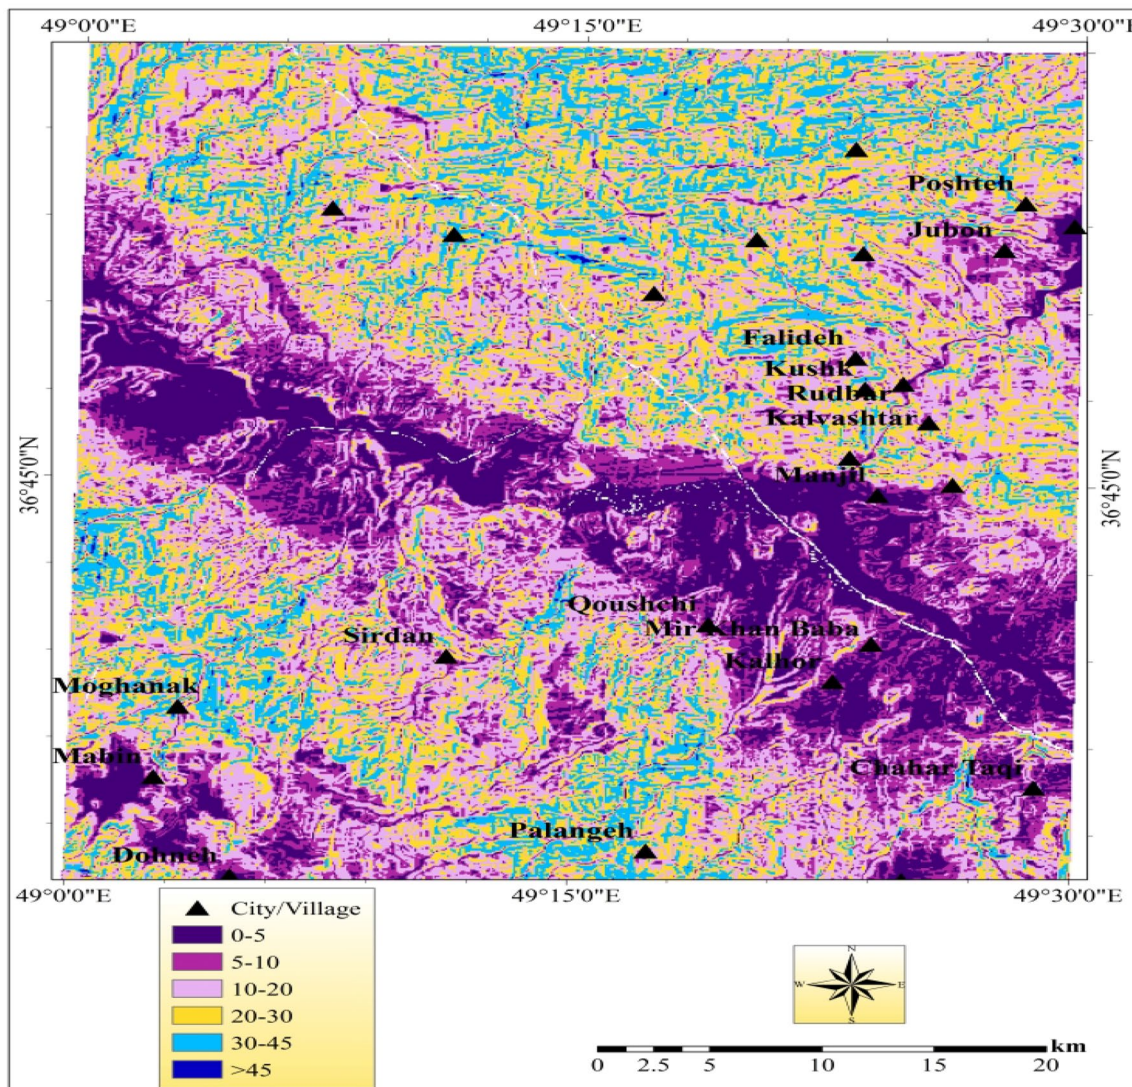 49°0'0"E 49°15'0"E 49°30'0"E
Poshteh
Jubon
Falideh
Kushk
Rudbar
Kalvashtar
Manjil
36°45'0"N 36°45'0"N
Qoushchi
Mir Khan Baba
Sirdan
Kalhor
Moghanak
Mabin
Chahar Taqi
Palangeh
Dohneh
49°0'0"E 49°15'0"E 49°30'0"E
City/Village
0-5
5-10
10-20
20-30
30-45
>45
N
W E
S
km
0 2.5 5 10 15 20